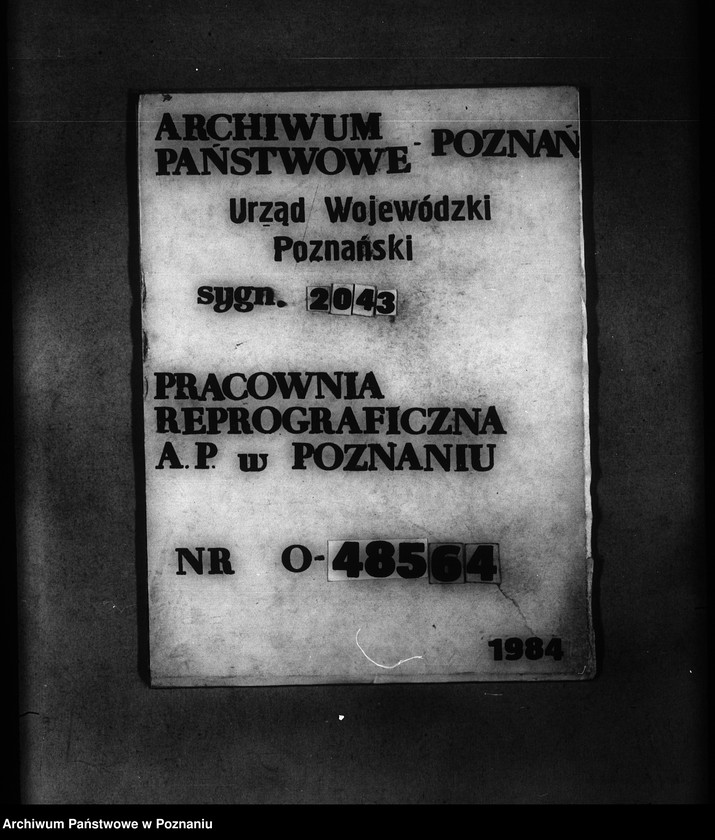 ARCHIWUM
PAŃSTWOWE - POZNAŃ
Urząd Wojewódzki
Poznański
sygn. 2043
PRACOWNIA
REPROGRAFICZNA
A.P. w POZNANIU
NR O-48564
1984
Archiwum Państwowe w Poznaniu